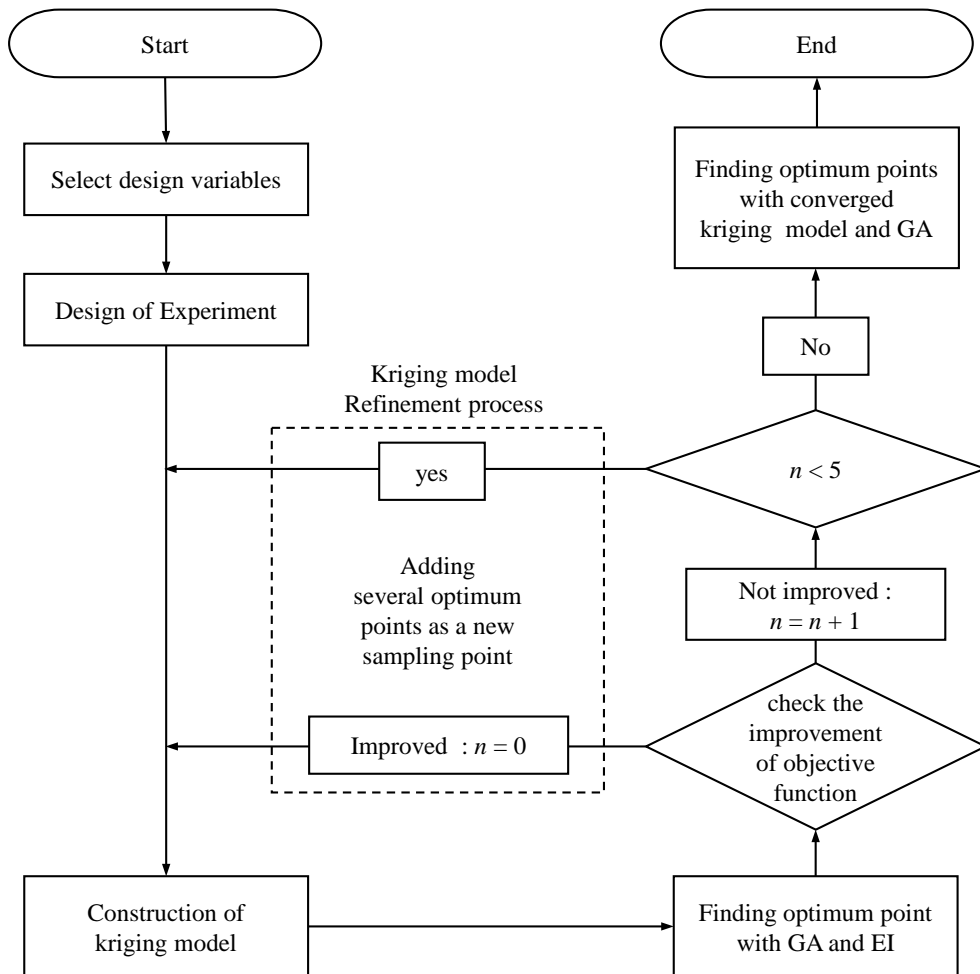 Start
Select design variables
Design of Experiment
Kriging model
Refinement process
yes
Adding
several optimum
points as a new
sampling point
Improved : n = 0
Construction of
kriging model
End
Finding optimum points
with converged
kriging model and GA
No
n < 5
Not improved :
n = n + 1
check the
improvement
of objective
function
Finding optimum point
with GA and EI